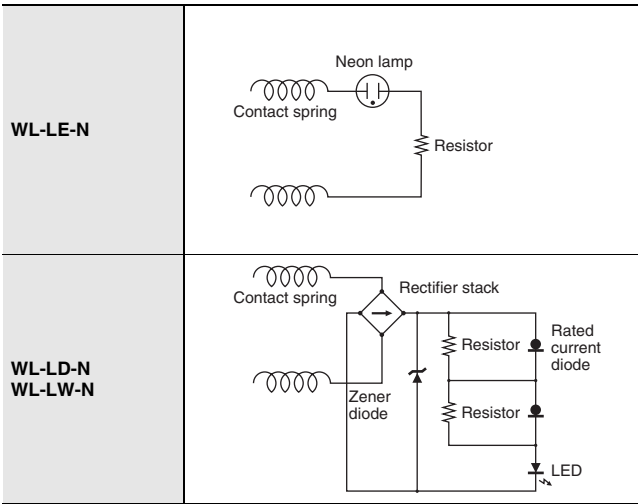 WL-LE-N
Neon lamp
Contact spring
Resistor
WL-LD-N
WL-LW-N
Contact spring
Rectifier stack
Resistor
Rated
current
diode
Zener
diode
Resistor
LED